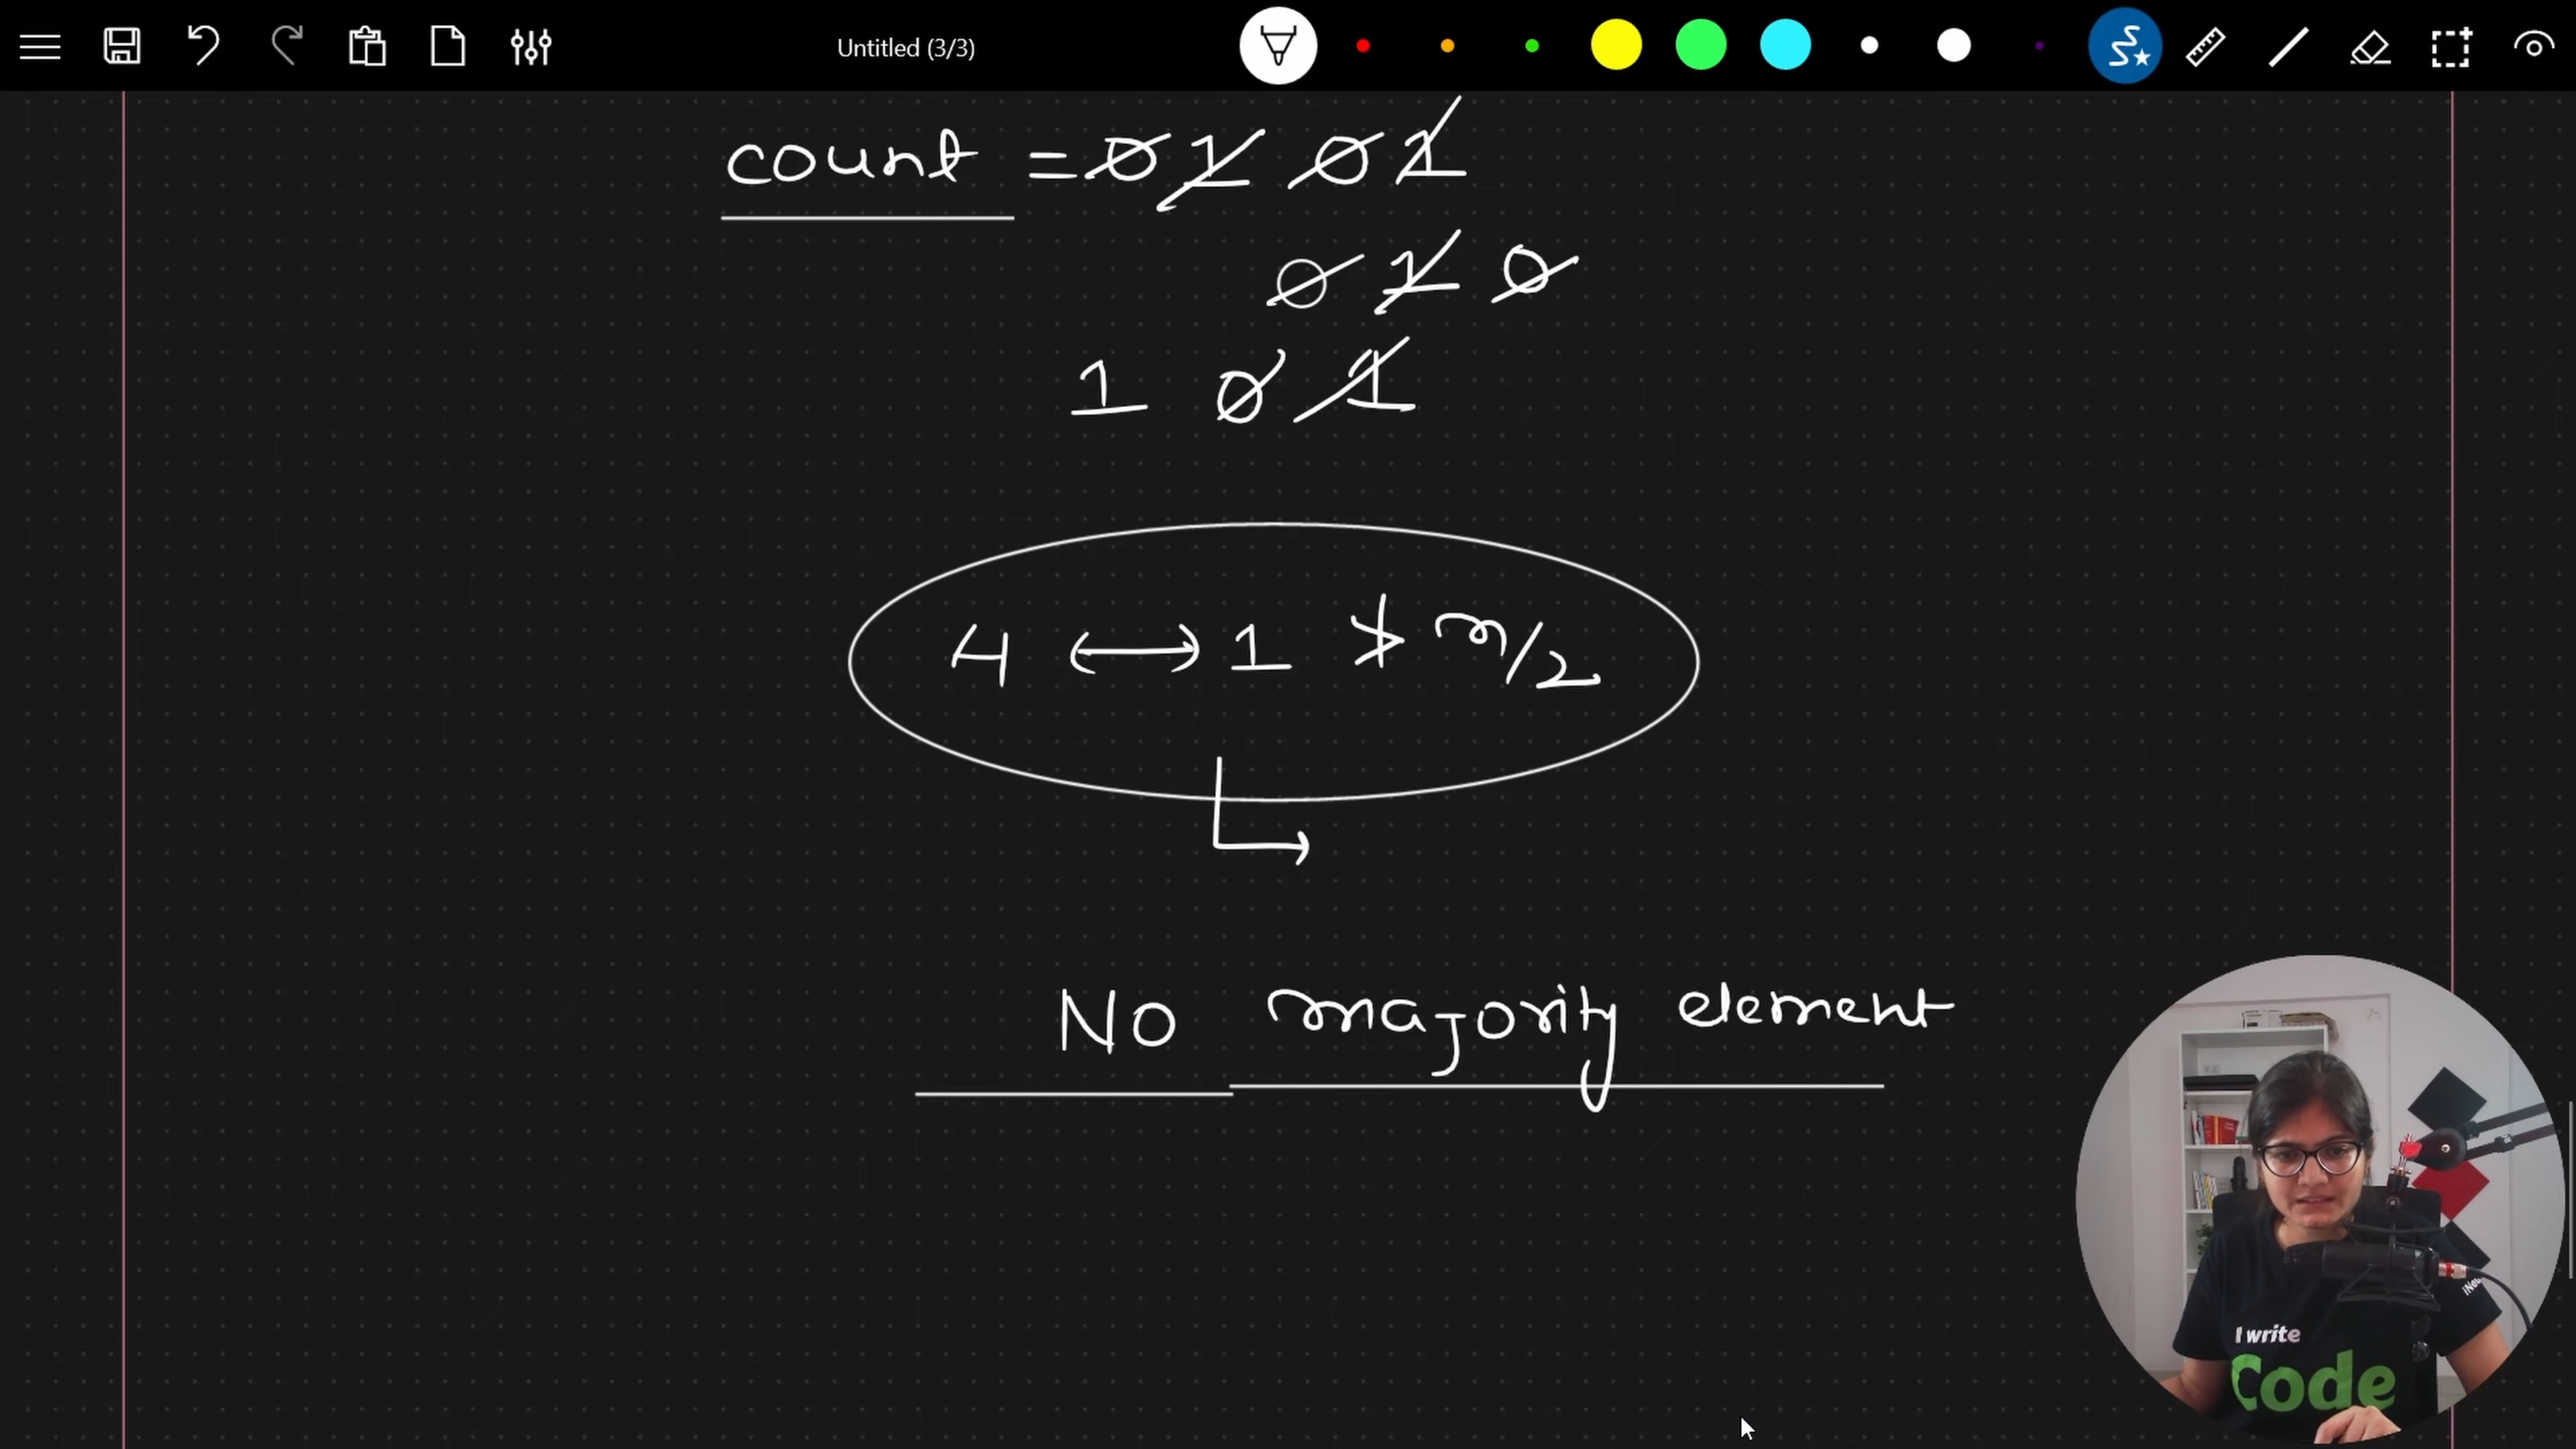 Untitled (3/3)
count = 0 1 0 1
0 1 0
1 0 1
4 ↔ 1 ≯ n/2
No majority element
I write
Code